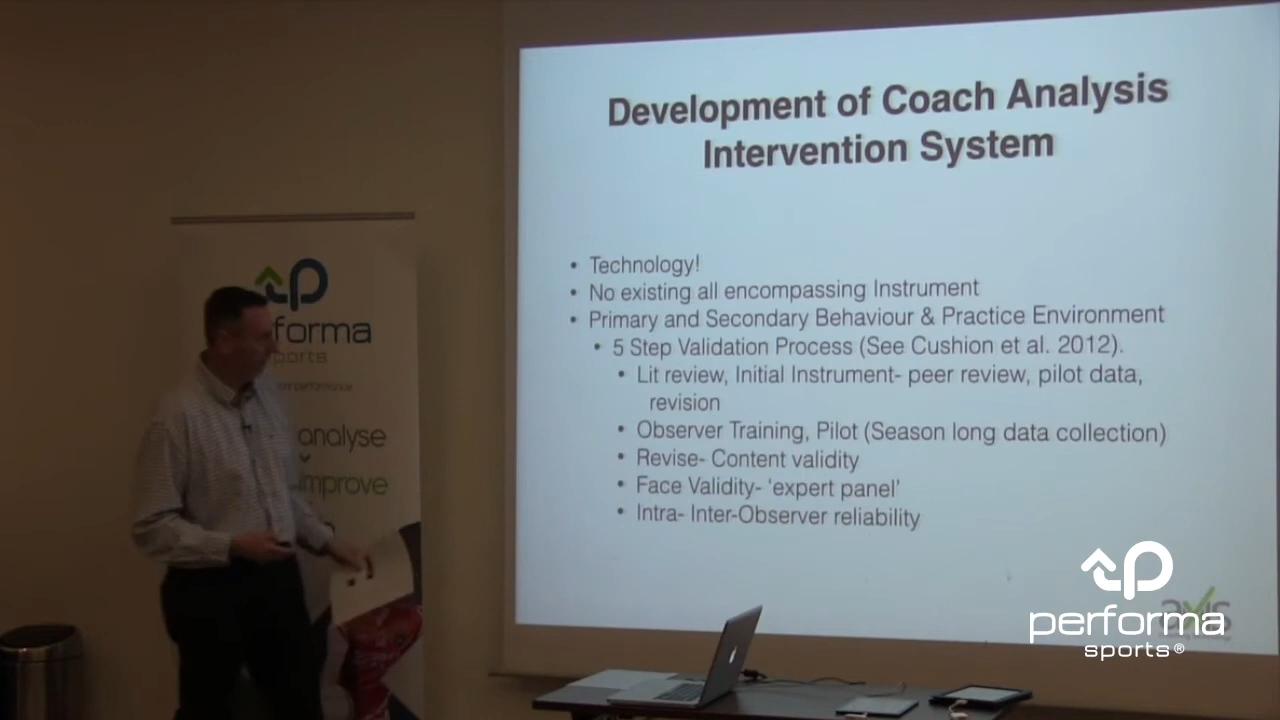 Development of Coach Analysis
Intervention System
• Technology!
• No existing all encompassing Instrument
• Primary and Secondary Behaviour & Practice Environment
• 5 Step Validation Process (See Cushion et al. 2012).
• Lit review, Initial Instrument- peer review, pilot data,
revision
• Observer Training, Pilot (Season long data collection)
• Revise- Content validity
• Face Validity- ‘expert panel’
• Intra- Inter-Observer reliability
forma
ports
analyse
improve
axis
performa
sports®